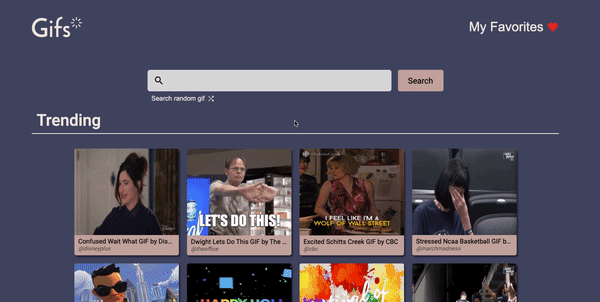 Gifs
My Favorites
Search
Search random gif
Trending
LET'S DO THIS!
I FEEL LIKE I'M A
WOLF OF WALL STREET
Confused Wait What GIF by Dis...
@disneyplus
Dwight Lets Do This GIF by The ...
@theoffice
Excited Schitts Creek GIF by CBC
@cbc
Stressed Ncaa Basketball GIF b...
@marchmadness